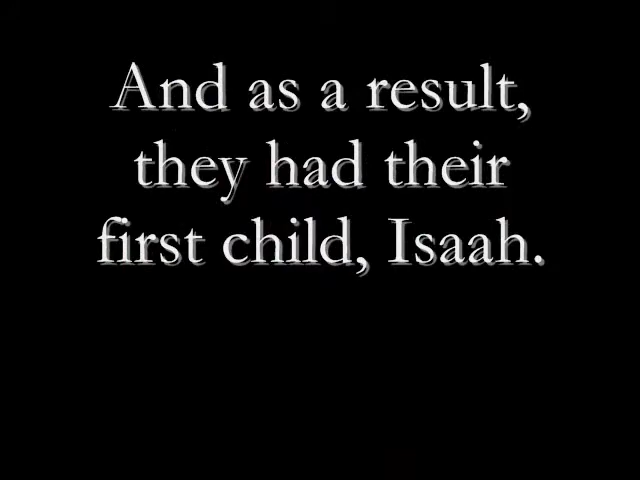 And as a result,
they had their
first child, Isaah.